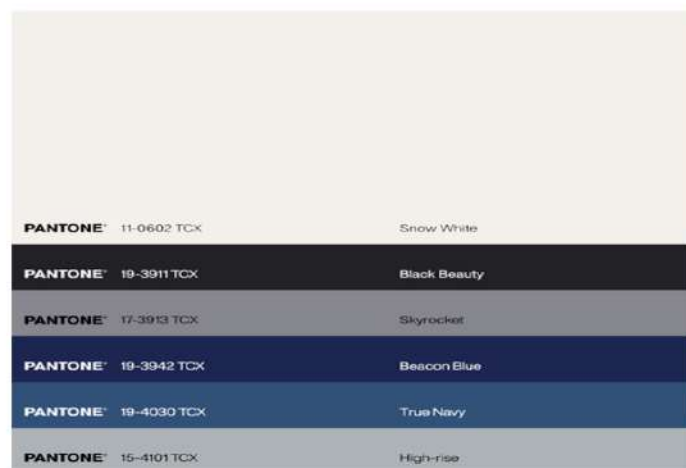 PANTONE® 11-0602 TCX Snow White
PANTONE® 19-3911 TCX Black Beauty
PANTONE® 17-3913 TCX Skyrocket
PANTONE® 19-3942 TCX Beacon Blue
PANTONE® 19-4030 TCX True Navy
PANTONE® 15-4101 TCX High-rise